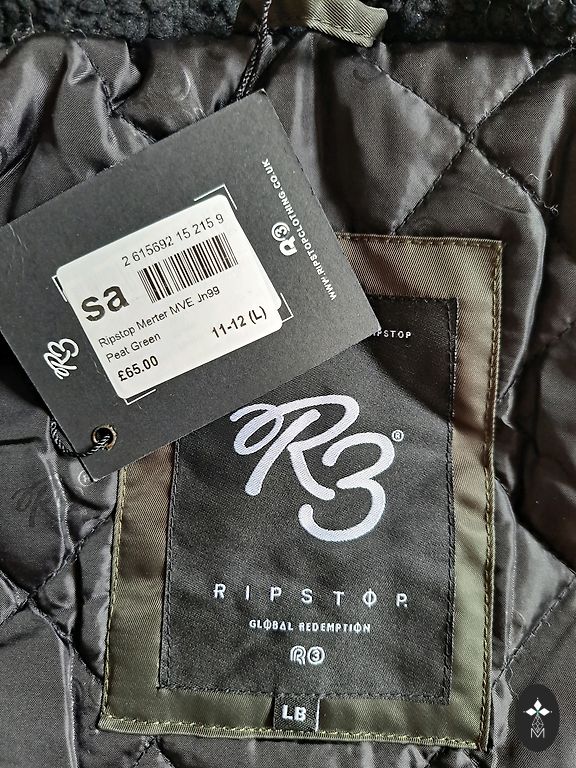 2 615692 15 215 9
sa
Ripstop Merter MVE Jn99
Peat Green
11-12 (L)
£65.00
R3
WWW.RIPSTOPCLOTHING.CO.UK
R3
RIPSTOP
R3®
RIPSTOP
GLOBAL REDEMPTION
R3
LB
M